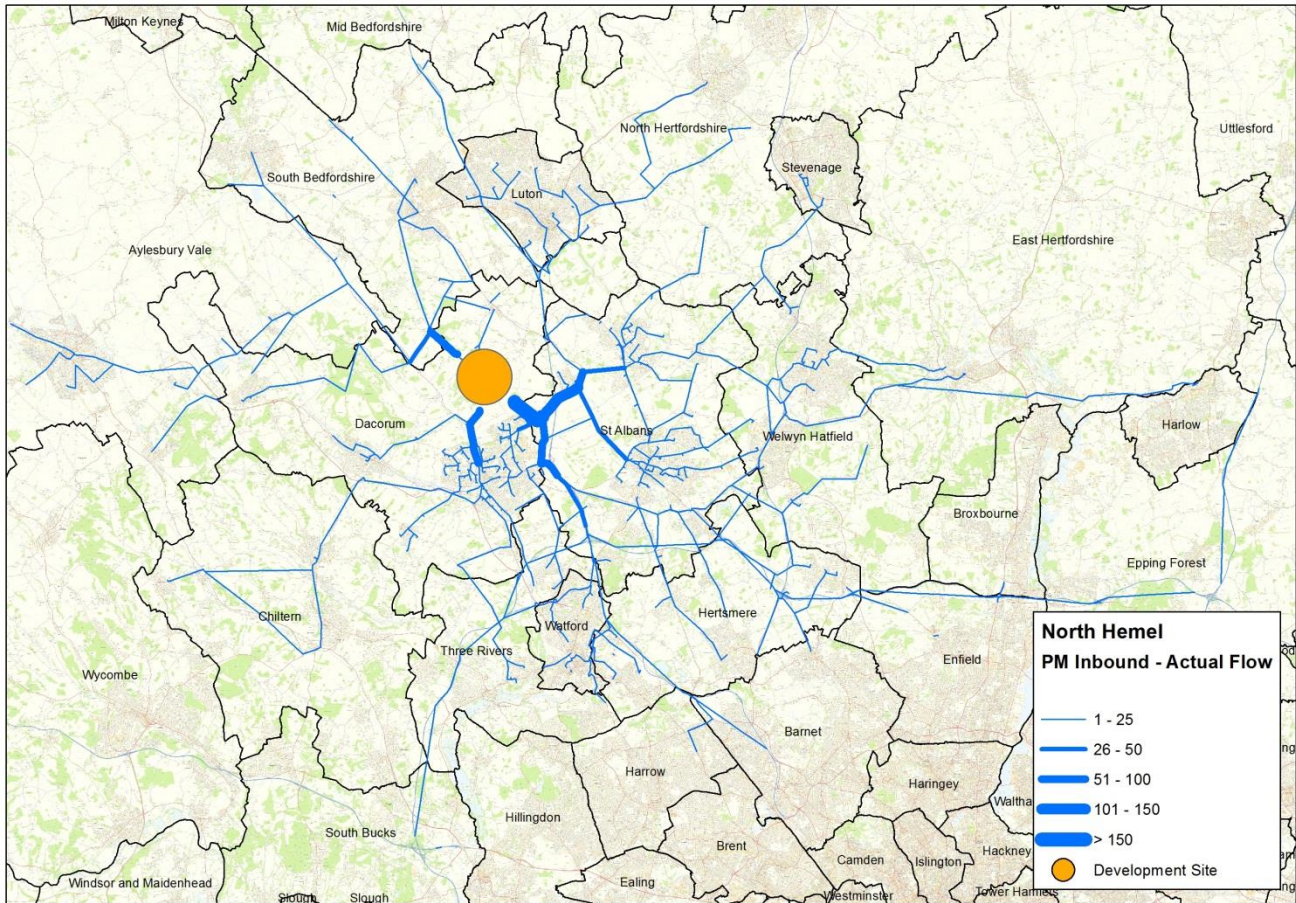 Milton Keynes
Mid Bedfordshire
North Hertfordshire
Uttlesford
Stevenage
South Bedfordshire
Luton
East Hertfordshire
Aylesbury Vale
Dacorum
St Albans
Welwyn Hatfield
Harlow
Broxbourne
Epping Forest
Chiltern
Hertsmere
Watford
Three Rivers
Wycombe
Enfield
Barnet
Harrow
Haringey
Waltha
Hillingdon
South Bucks
Brent
Camden
Islington
Hackney
Windsor and Maidenhead
Ealing
Westminster
Tower Hamlets
Slough
Slough
North Hemel
PM Inbound - Actual Flow
1 - 25
26 - 50
51 - 100
101 - 150
> 150
Development Site